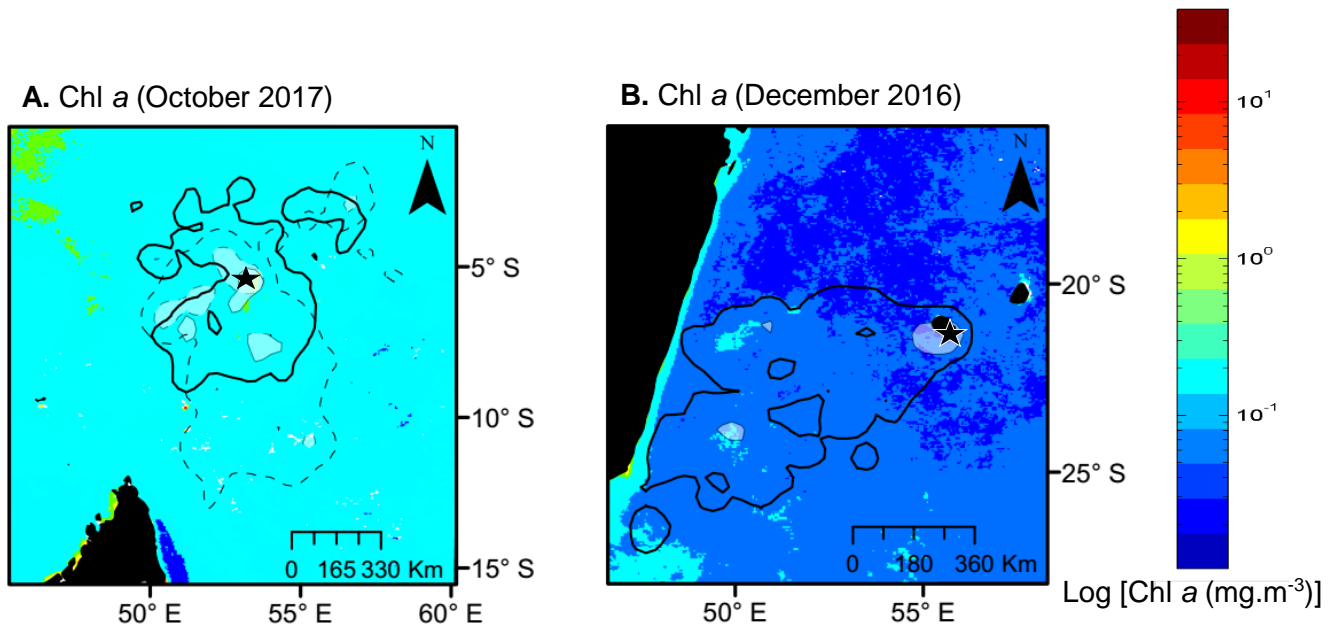 A. Chl a (October 2017)
N
5° S
10° S
15° S
0 165 330 Km
50° E 55° E 60° E
B. Chl a (December 2016)
N
20° S
25° S
0 180 360 Km
50° E 55° E
10¹
10⁰
10⁻¹
Log [Chl a (mg.m⁻³)]